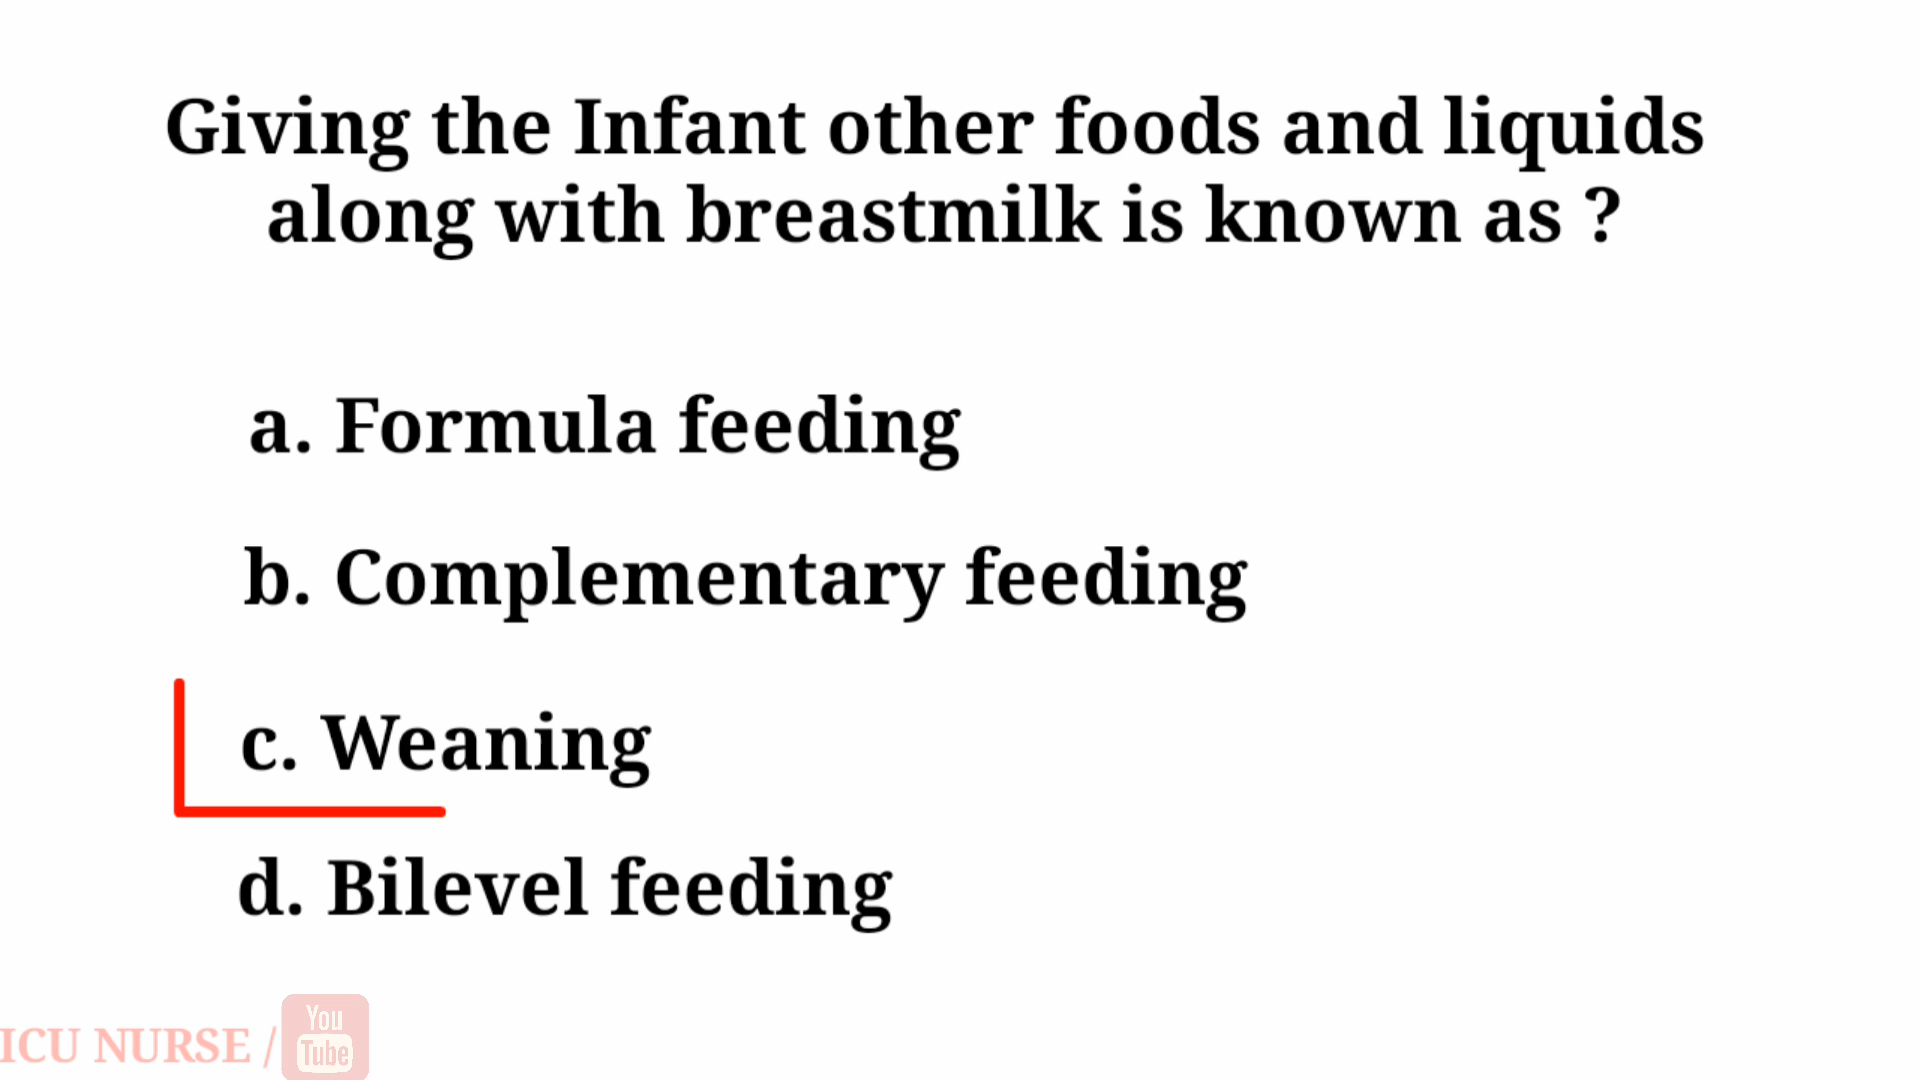 Giving the Infant other foods and liquids
along with breastmilk is known as ?
a. Formula feeding
b. Complementary feeding
c. Weaning
d. Bilevel feeding
ICU NURSE / You Tube